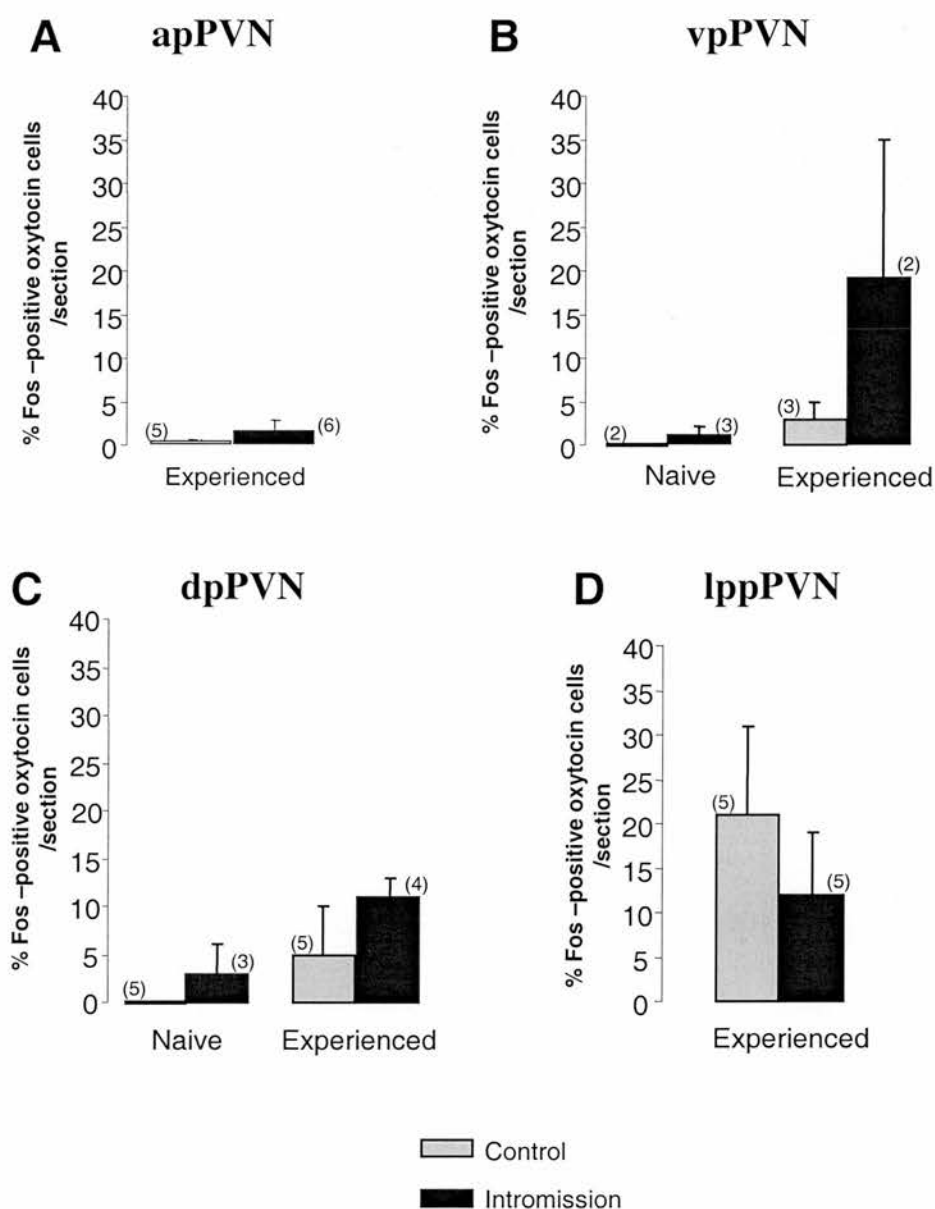 A apPVN
% Fos –positive oxytocin cells
/section
40
35
30
25
20
15
10
5
0
(5)
(6)
Experienced
B vpPVN
% Fos –positive oxytocin cells
/section
40
35
30
25
20
15
10
5
0
(2)
(3)
(3)
(2)
Naive Experienced
C dpPVN
% Fos –positive oxytocin cells
/section
40
35
30
25
20
15
10
5
0
(5)
(3)
(5)
(4)
Naive Experienced
D lppPVN
% Fos –positive oxytocin cells
/section
40
35
30
25
20
15
10
5
0
(5)
(5)
Experienced
Control
Intromission